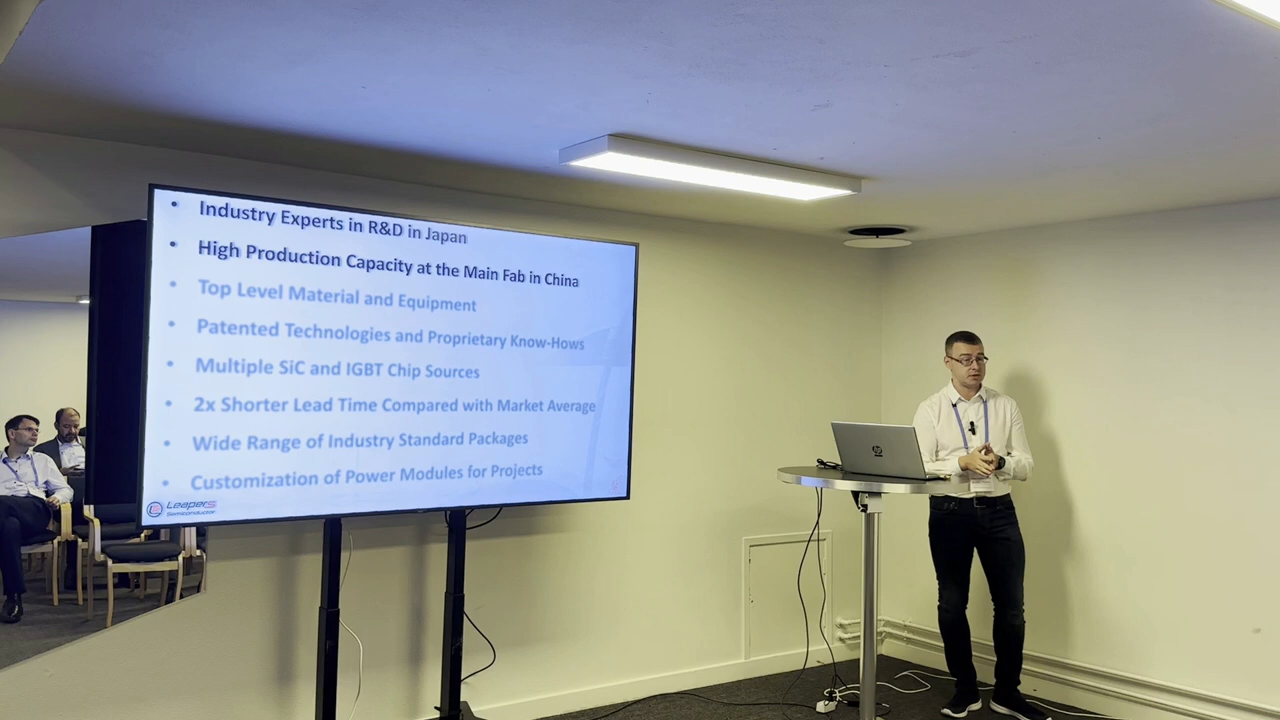 Industry Experts in R&D in Japan
High Production Capacity at the Main Fab in China
Top Level Material and Equipment
Patented Technologies and Proprietary Know-Hows
Multiple SiC and IGBT Chip Sources
2x Shorter Lead Time Compared with Market Average
Wide Range of Industry Standard Packages
Customization of Power Modules for Projects
Leapers
Semiconductor
hp